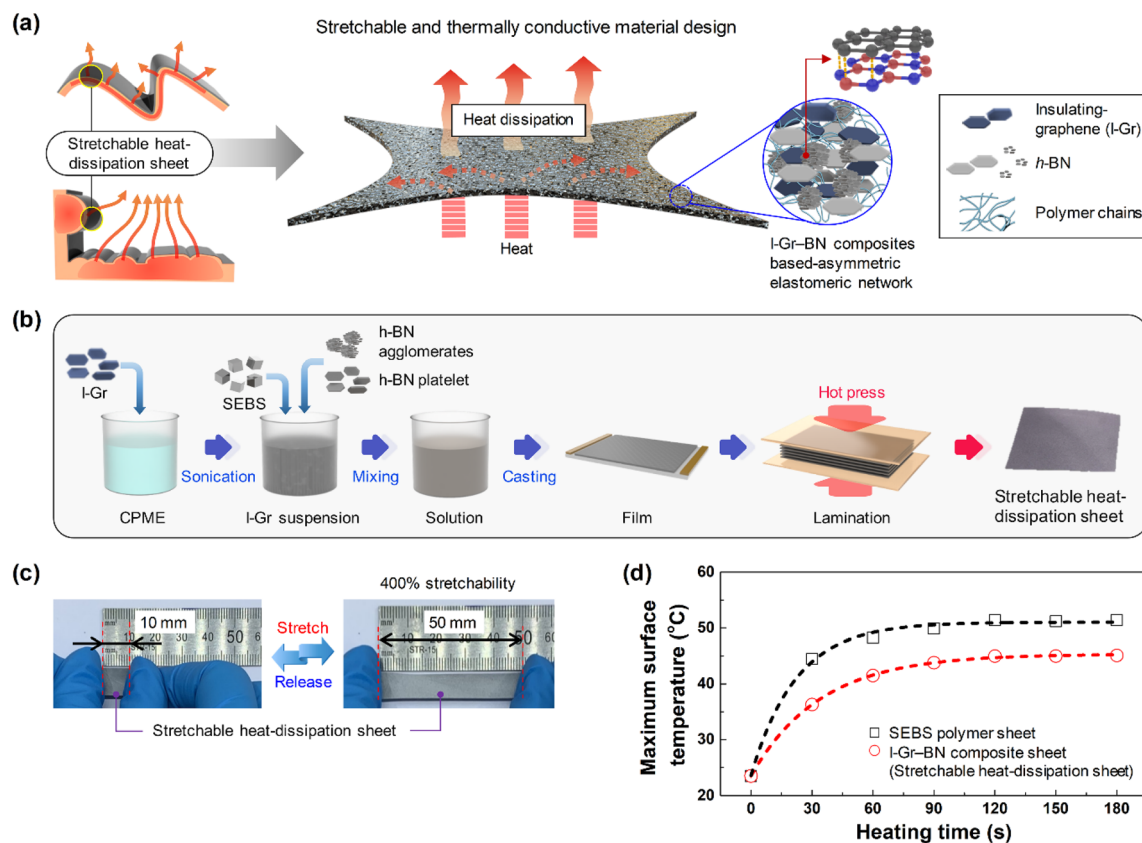 (a)
Stretchable and thermally conductive material design
Stretchable heat-
dissipation sheet
Heat dissipation
Heat
I-Gr–BN composites
based-asymmetric
elastomeric network
Insulating-
graphene (I-Gr)
h-BN
Polymer chains
(b)
I-Gr
SEBS
h-BN
agglomerates
h-BN platelet
Sonication
Mixing
Casting
Hot press
CPME
I-Gr suspension
Solution
Film
Lamination
Stretchable heat-
dissipation sheet
(c)
400% stretchability
10 mm
Stretch
Release
50 mm
STR-15
Stretchable heat-dissipation sheet
(d)
Maximum surface
temperature (°C)
60
50
40
30
20
SEBS polymer sheet
I-Gr–BN composite sheet
(Stretchable heat-dissipation sheet)
0 30 60 90 120 150 180
Heating time (s)